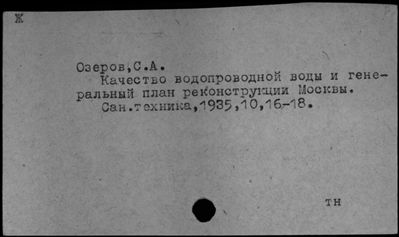 Ж
Озеров,С.А.
Качество водопроводной воды и гене-
ральный план реконструкции Москвы.
Сан.техника,1935,10,16-18.
тн